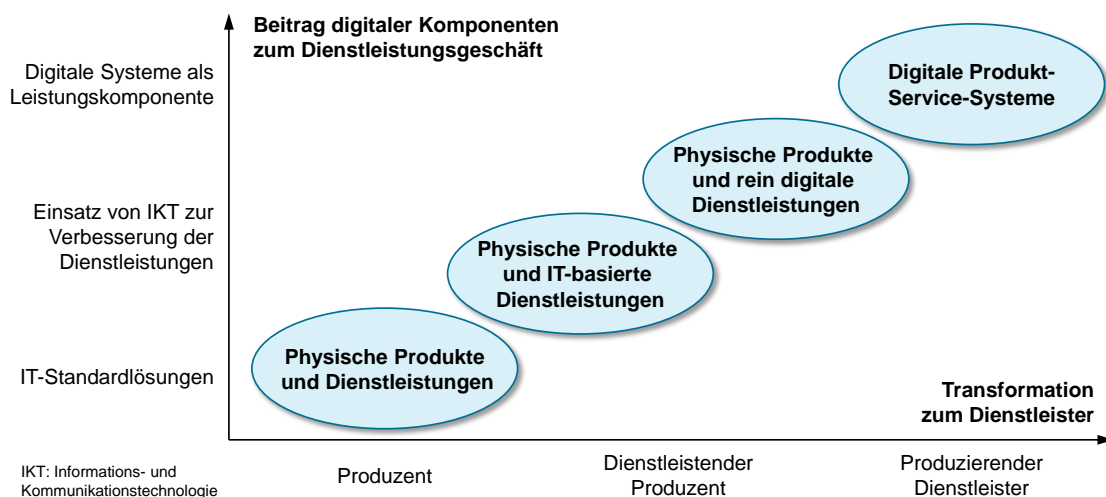 Beitrag digitaler Komponenten
zum Dienstleistungsgeschäft
Digitale Systeme als
Leistungskomponente
Digitale Produkt-
Service-Systeme
Physische Produkte
und rein digitale
Dienstleistungen
Einsatz von IKT zur
Verbesserung der
Dienstleistungen
Physische Produkte
und IT-basierte
Dienstleistungen
Physische Produkte
und Dienstleistungen
IT-Standardlösungen
Transformation
zum Dienstleister
IKT: Informations- und
Kommunikationstechnologie
Produzent
Dienstleistender
Produzent
Produzierender
Dienstleister